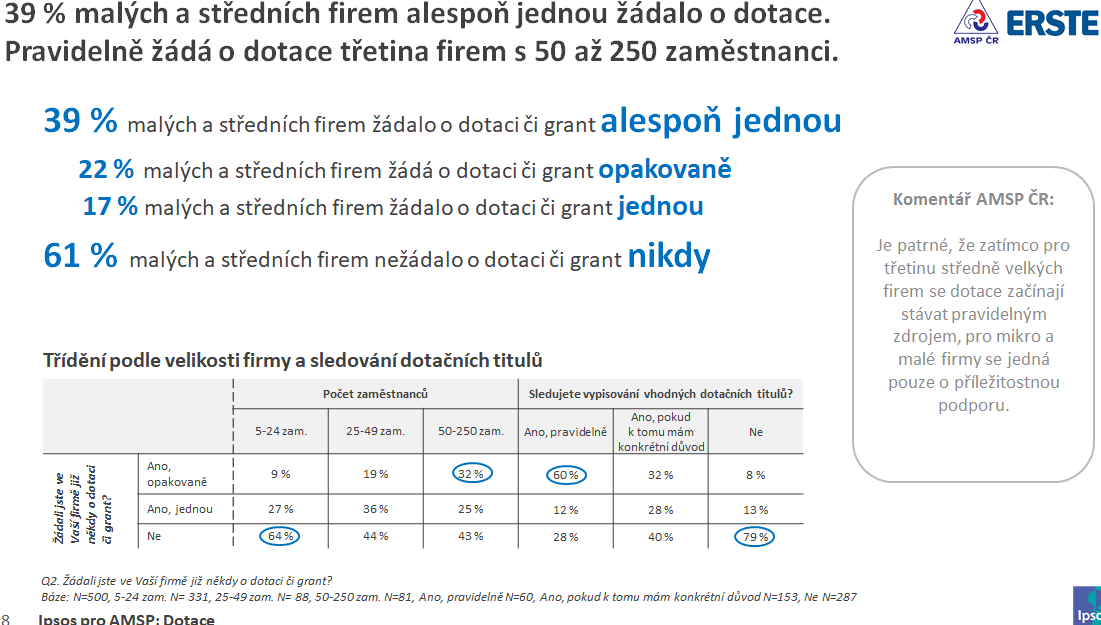 39 % malých a středních firem alespoň jednou žádalo o dotace.
Pravidelně žádá o dotace třetina firem s 50 až 250 zaměstnanci.
AMSP ČR
ERSTE
39 % malých a středních firem žádalo o dotaci či grant alespoň jednou
22 % malých a středních firem žádá o dotaci či grant opakovaně
17 % malých a středních firem žádalo o dotaci či grant jednou
61 % malých a středních firem nežádalo o dotaci či grant nikdy
Komentář AMSP ČR:
Je patrné, že zatímco pro
třetinu středně velkých
firem se dotace začínají
stávat pravidelným
zdrojem, pro mikro a
malé firmy se jedná
pouze o příležitostnou
podporu.
Třídění podle velikosti firmy a sledování dotačních titulů
Počet zaměstnanců Sledujete vypisování vhodných dotačních titulů?
5-24 zam. 25-49 zam. 50-250 zam. Ano, pravidelně Ano, pokud k tomu mám konkrétní důvod Ne
Žádali jste ve
Vaší firmě již
někdy o dotaci
či grant?
Ano, opakovaně 9 % 19 % 32 % 60 % 32 % 8 %
Ano, jednou 27 % 36 % 25 % 12 % 28 % 13 %
Ne 64 % 44 % 43 % 28 % 40 % 79 %
Q2. Žádali jste ve Vaší firmě již někdy o dotaci či grant?
Báze: N=500, 5-24 zam. N= 331, 25-49 zam. N= 88, 50-250 zam. N=81, Ano, pravidelně N=60, Ano, pokud k tomu mám konkrétní důvod N=153, Ne N=287
8 Ipsos pro AMSP: Dotace